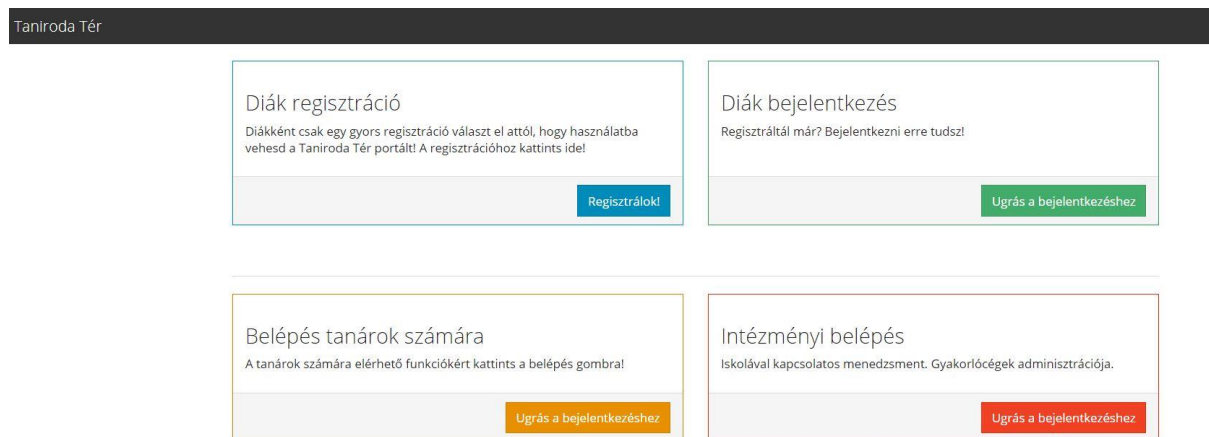 Taniroda Tér
Diák regisztráció
Diákként csak egy gyors regisztráció választ el attól, hogy használatba
vehesd a Taniroda Tér portált! A regisztrációhoz kattints ide!
Regisztrálok!
Diák bejelentkezés
Regisztráltál már? Bejelentkezni erre tudsz!
Ugrás a bejelentkezéshez
Belépés tanárok számára
A tanárok számára elérhető funkciókért kattints a belépés gombra!
Ugrás a bejelentkezéshez
Intézményi belépés
Iskolával kapcsolatos menedzsment. Gyakorlócégek adminisztrációja.
Ugrás a bejelentkezéshez